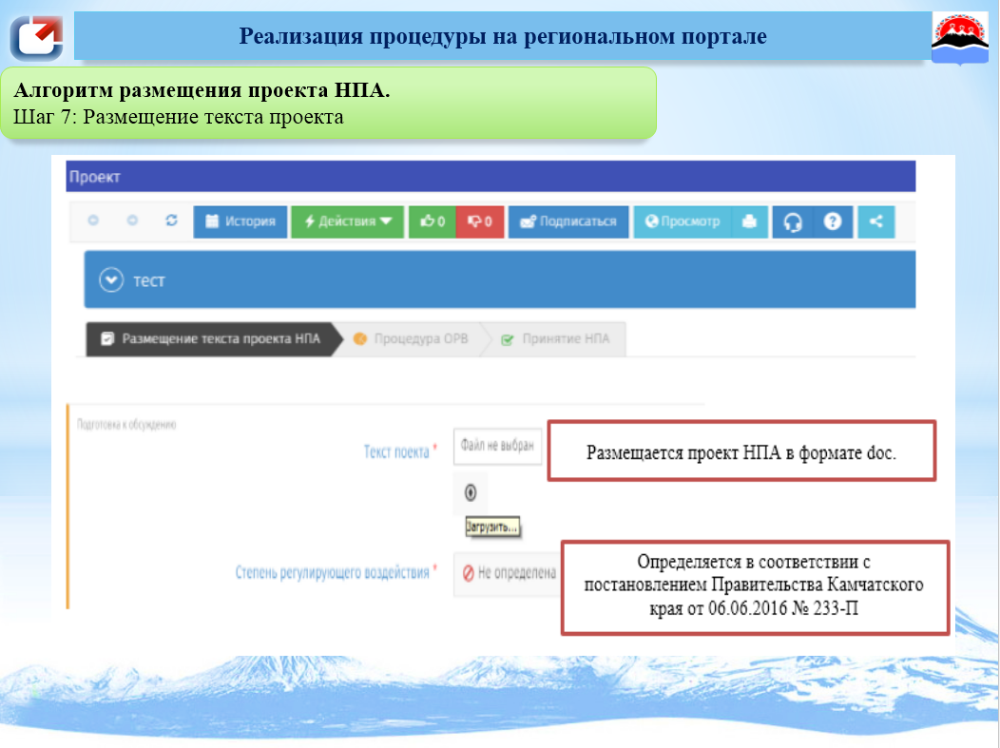 Реализация процедуры на региональном портале
Алгоритм размещения проекта НПА.
Шаг 7: Размещение текста проекта
Проект
История
Действия
0
0
Подписаться
Просмотр
тест
Размещение текста проекта НПА
Процедура ОРВ
Принятие НПА
Подготовка к обсуждению
Текст поекта *
Файл не выбран
Размещается проект НПА в формате doc.
Загрузить...
Степень регулирующего воздействия *
Не определена
Определяется в соответствии с
постановлением Правительства Камчатского
края от 06.06.2016 № 233-П